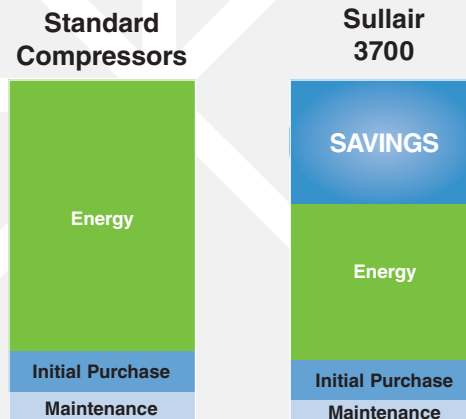 Standard
Compressors
Energy
Initial Purchase
Maintenance
Sullair
3700
SAVINGS
Energy
Initial Purchase
Maintenance